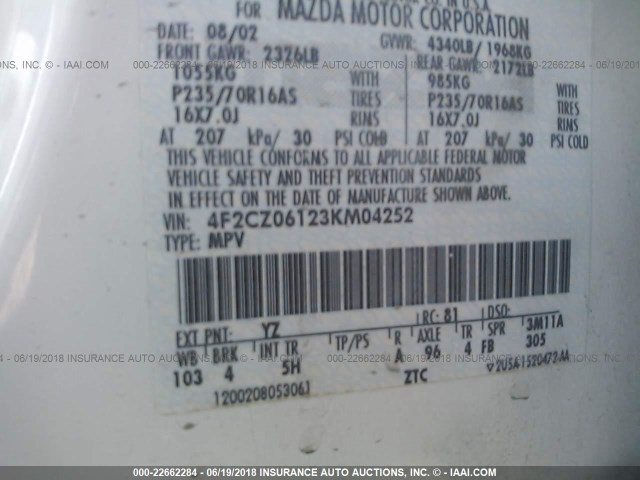 IN U.S.A.
FOR MAZDA MOTOR CORPORATION
DATE: 08/02 GVWR: 4340LB/ 1968KG
FRONT GAWR: 2326LB REAR GAWR: 2172LB
1055KG WITH 985KG WITH
P235/70R16AS TIRES P235/70R16AS TIRES
16X7.0J RIMS 16X7.0J RIMS
AT 207 kPa/ 30 PSI COLD AT 207 kPa/ 30 PSI COLD
THIS VEHICLE CONFORMS TO ALL APPLICABLE FEDERAL MOTOR
VEHICLE SAFETY AND THEFT PREVENTION STANDARDS
IN EFFECT ON THE DATE OF MANUFACTURE SHOWN ABOVE.
VIN: 4F2CZ06123KM04252
TYPE: MPV
EXT PNT: YZ RC: 81 DSO:
WB BRK INT TR TP/PS R AXLE TR SPR 3M11A
103 4 5H A 96 4 FB 305
120020805306J ZTC
000-22662284 - 06/19/2018 INSURANCE AUTO AUCTIONS, INC. - © IAAI.COM